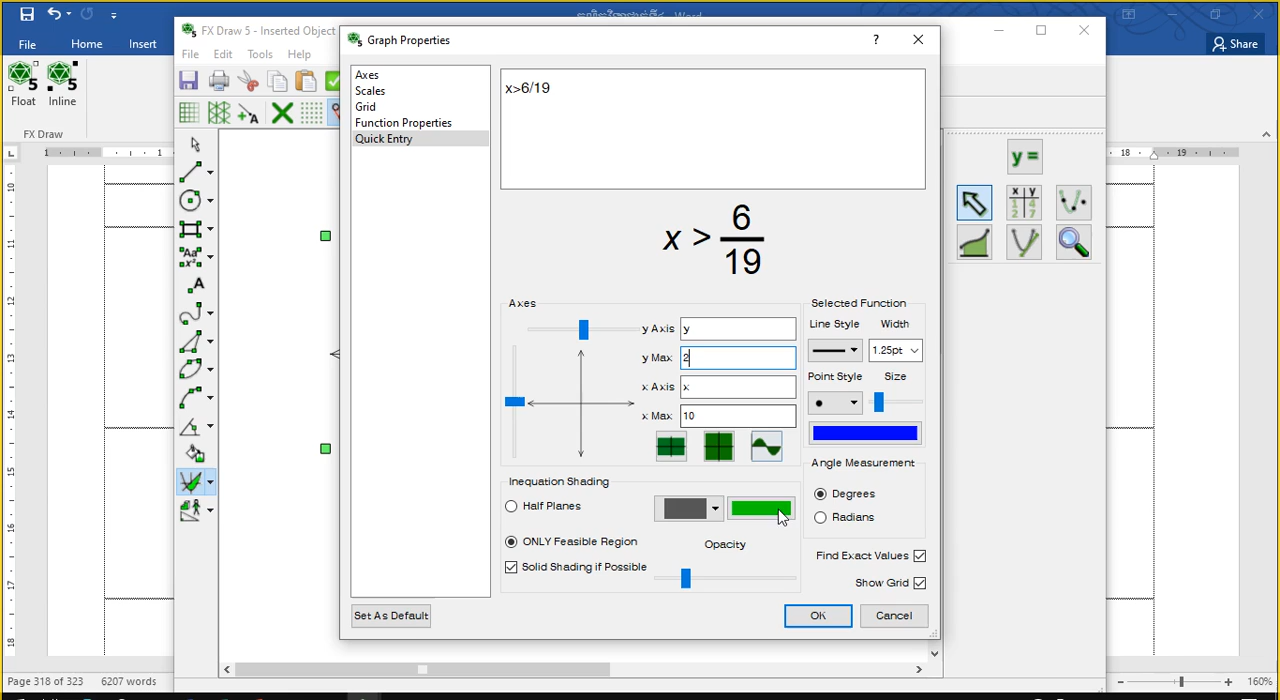 File Home Insert
Share
FX Draw 5 - Inserted Object
File Edit Tools Help
Float Inline
FX Draw
Graph Properties
?
Axes
Scales
Grid
Function Properties
Quick Entry
x>6/19
x > 6/19
y =
x y
1 4
2 7
Axes
y Axis y
y Max 2
x Axis x
x Max 10
Selected Function
Line Style Width
1.25pt
Point Style Size
Angle Measurement
Degrees
Radians
Find Exact Values
Show Grid
Inequation Shading
Half Planes
ONLY Feasible Region
Opacity
Solid Shading if Possible
Set As Default
OK Cancel
Page 318 of 323 6207 words
160%